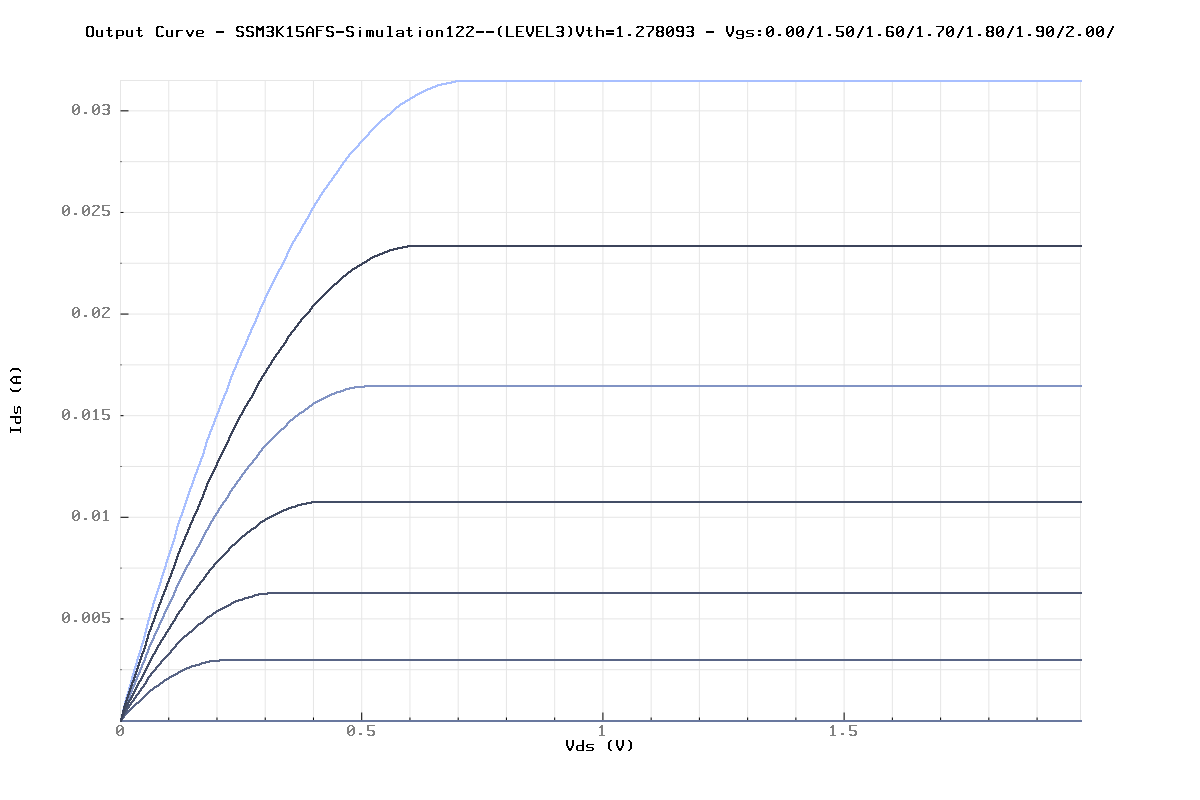 Output Curve - SSM3K15AFS-Simulation122--(LEVEL3)Vth=1.278093 - Vgs:0.00/1.50/1.60/1.70/1.80/1.90/2.00/
0.03
0.025
0.02
0.015
0.01
0.005
Ids (A)
0 0.5 1 1.5
Vds (V)